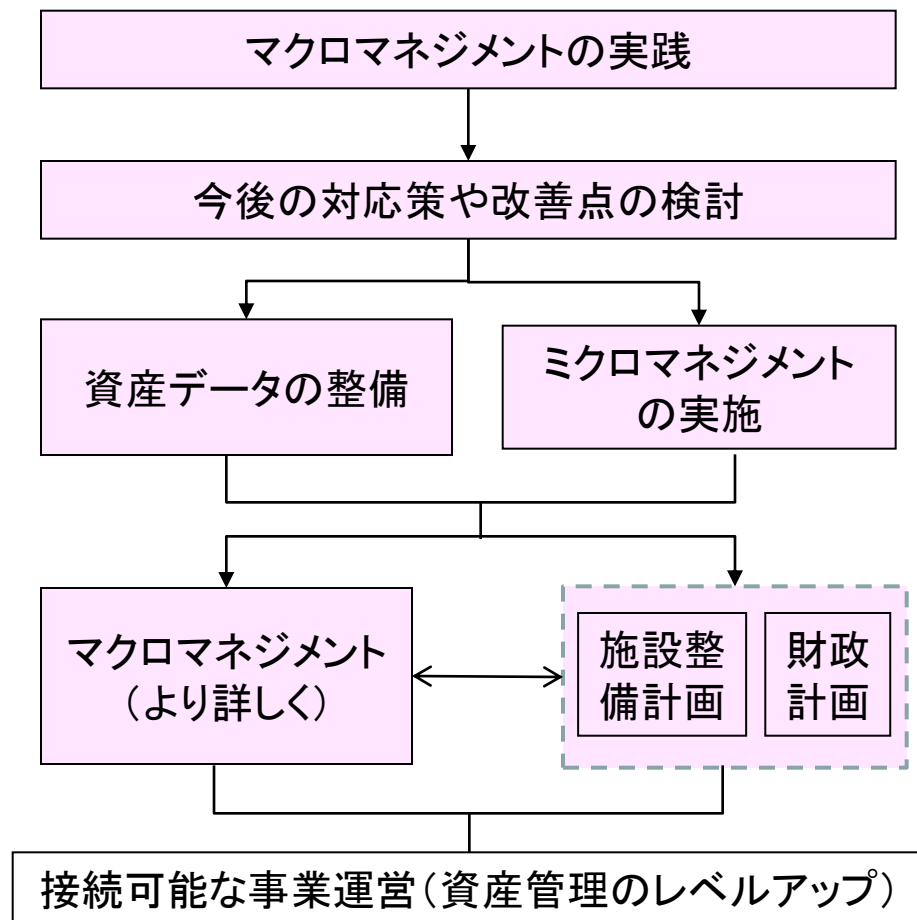 マクロマネジメントの実践
今後の対応策や改善点の検討
資産データの整備
ミクロマネジメント
の実施
マクロマネジメント
(より詳しく)
施設整
備計画
財政
計画
接続可能な事業運営(資産管理のレベルアップ)